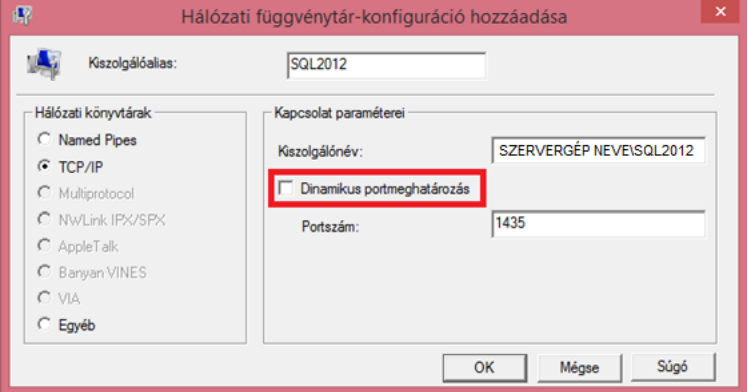 Hálózati függvénytár-konfiguráció hozzáadása
Kiszolgálóalias:
SQL2012
Hálózati könyvtárak
Named Pipes
TCP/IP
Multiprotocol
NWLink IPX/SPX
AppleTalk
Banyan VINES
VIA
Egyéb
Kapcsolat paraméterei
Kiszolgálónév:
SZERVERGÉP NEVE\SQL2012
Dinamikus portmeghatározás
Portszám:
1435
OK
Mégse
Súgó